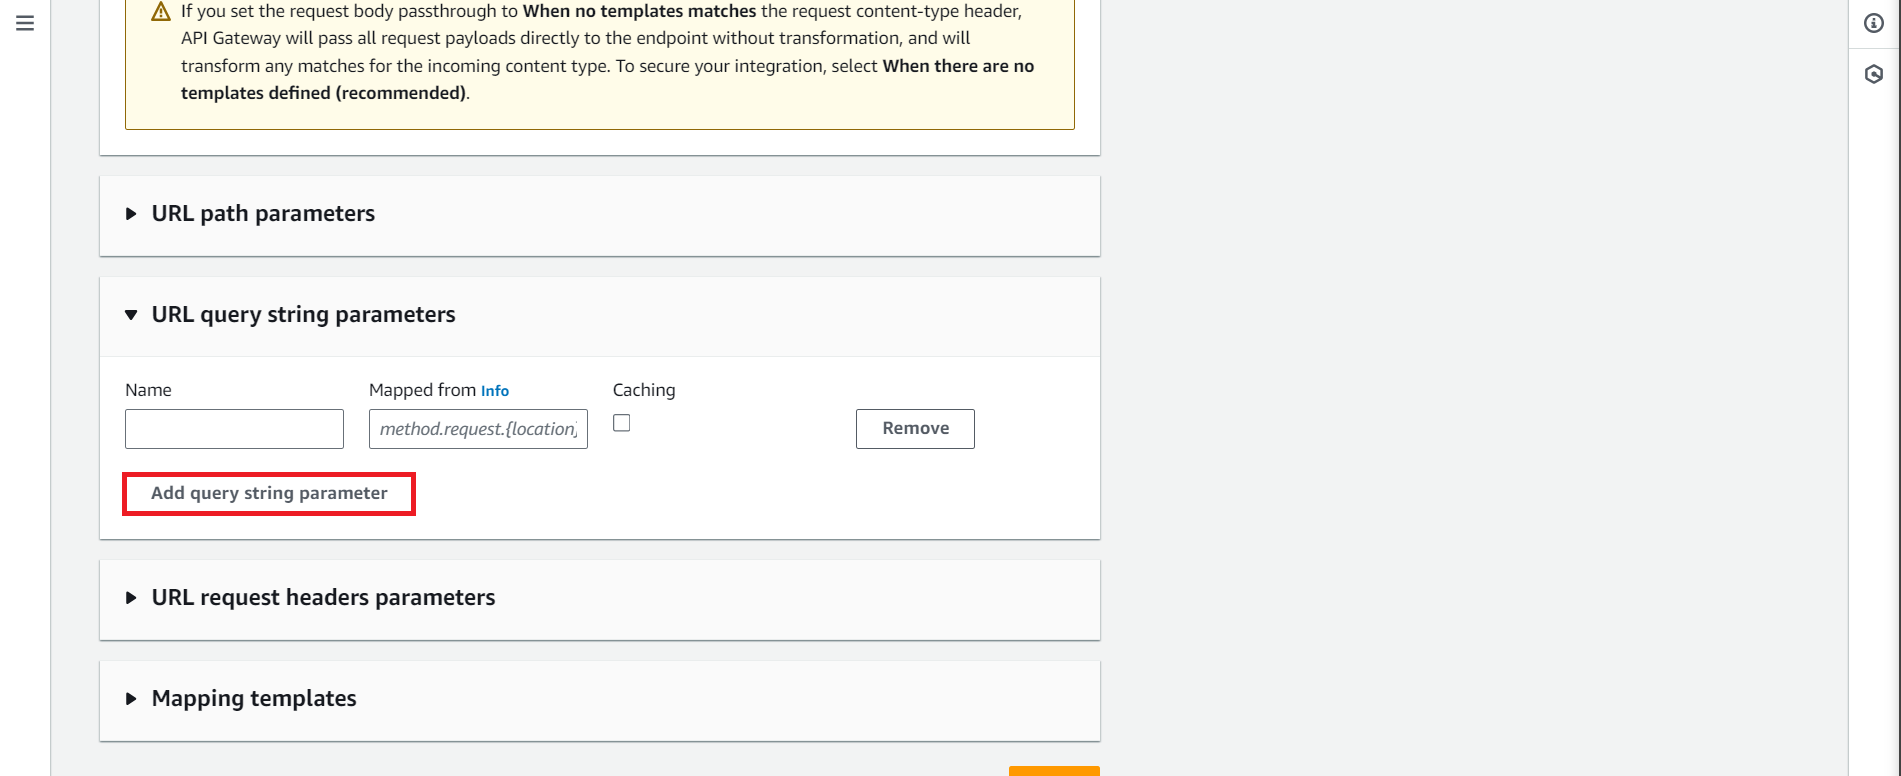 If you set the request body passthrough to When no templates matches the request content-type header,
API Gateway will pass all request payloads directly to the endpoint without transformation, and will
transform any matches for the incoming content type. To secure your integration, select When there are no
templates defined (recommended).
URL path parameters
URL query string parameters
Name Mapped from Info Caching
method.request.{location} Remove
Add query string parameter
URL request headers parameters
Mapping templates